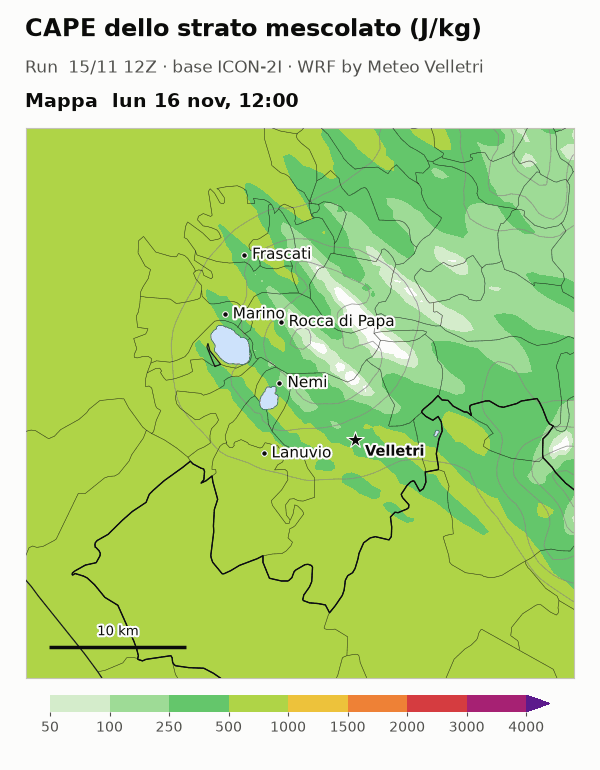 CAPE dello strato mescolato (J/kg)
Run  15/11 12Z · base ICON-2I · WRF by Meteo Velletri
Mappa  lun 16 nov, 12:00
Frascati
Marino
Rocca di Papa
Nemi
Velletri
Lanuvio
10 km
50 100 250 500 1000 1500 2000 3000 4000